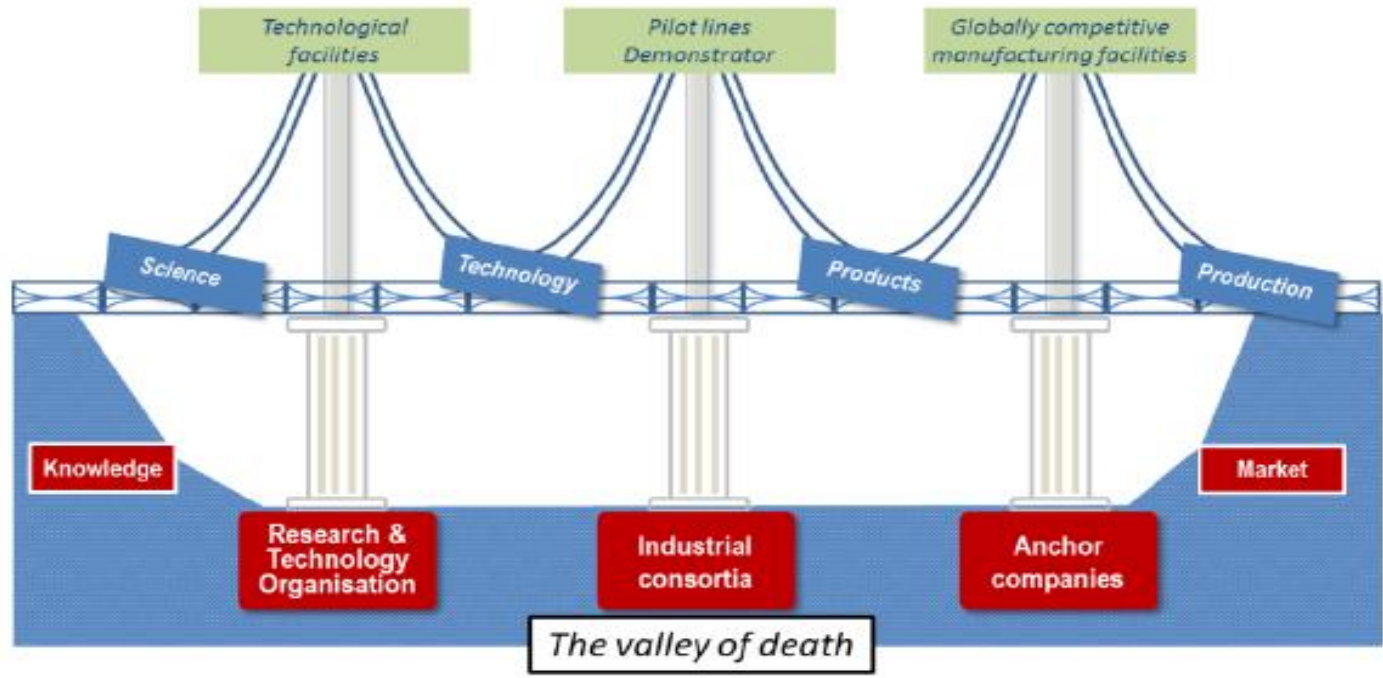 Technological
facilities
Pilot lines
Demonstrator
Globally competitive
manufacturing facilities
Science
Technology
Products
Production
Knowledge
Market
Research &
Technology
Organisation
Industrial
consortia
Anchor
companies
The valley of death